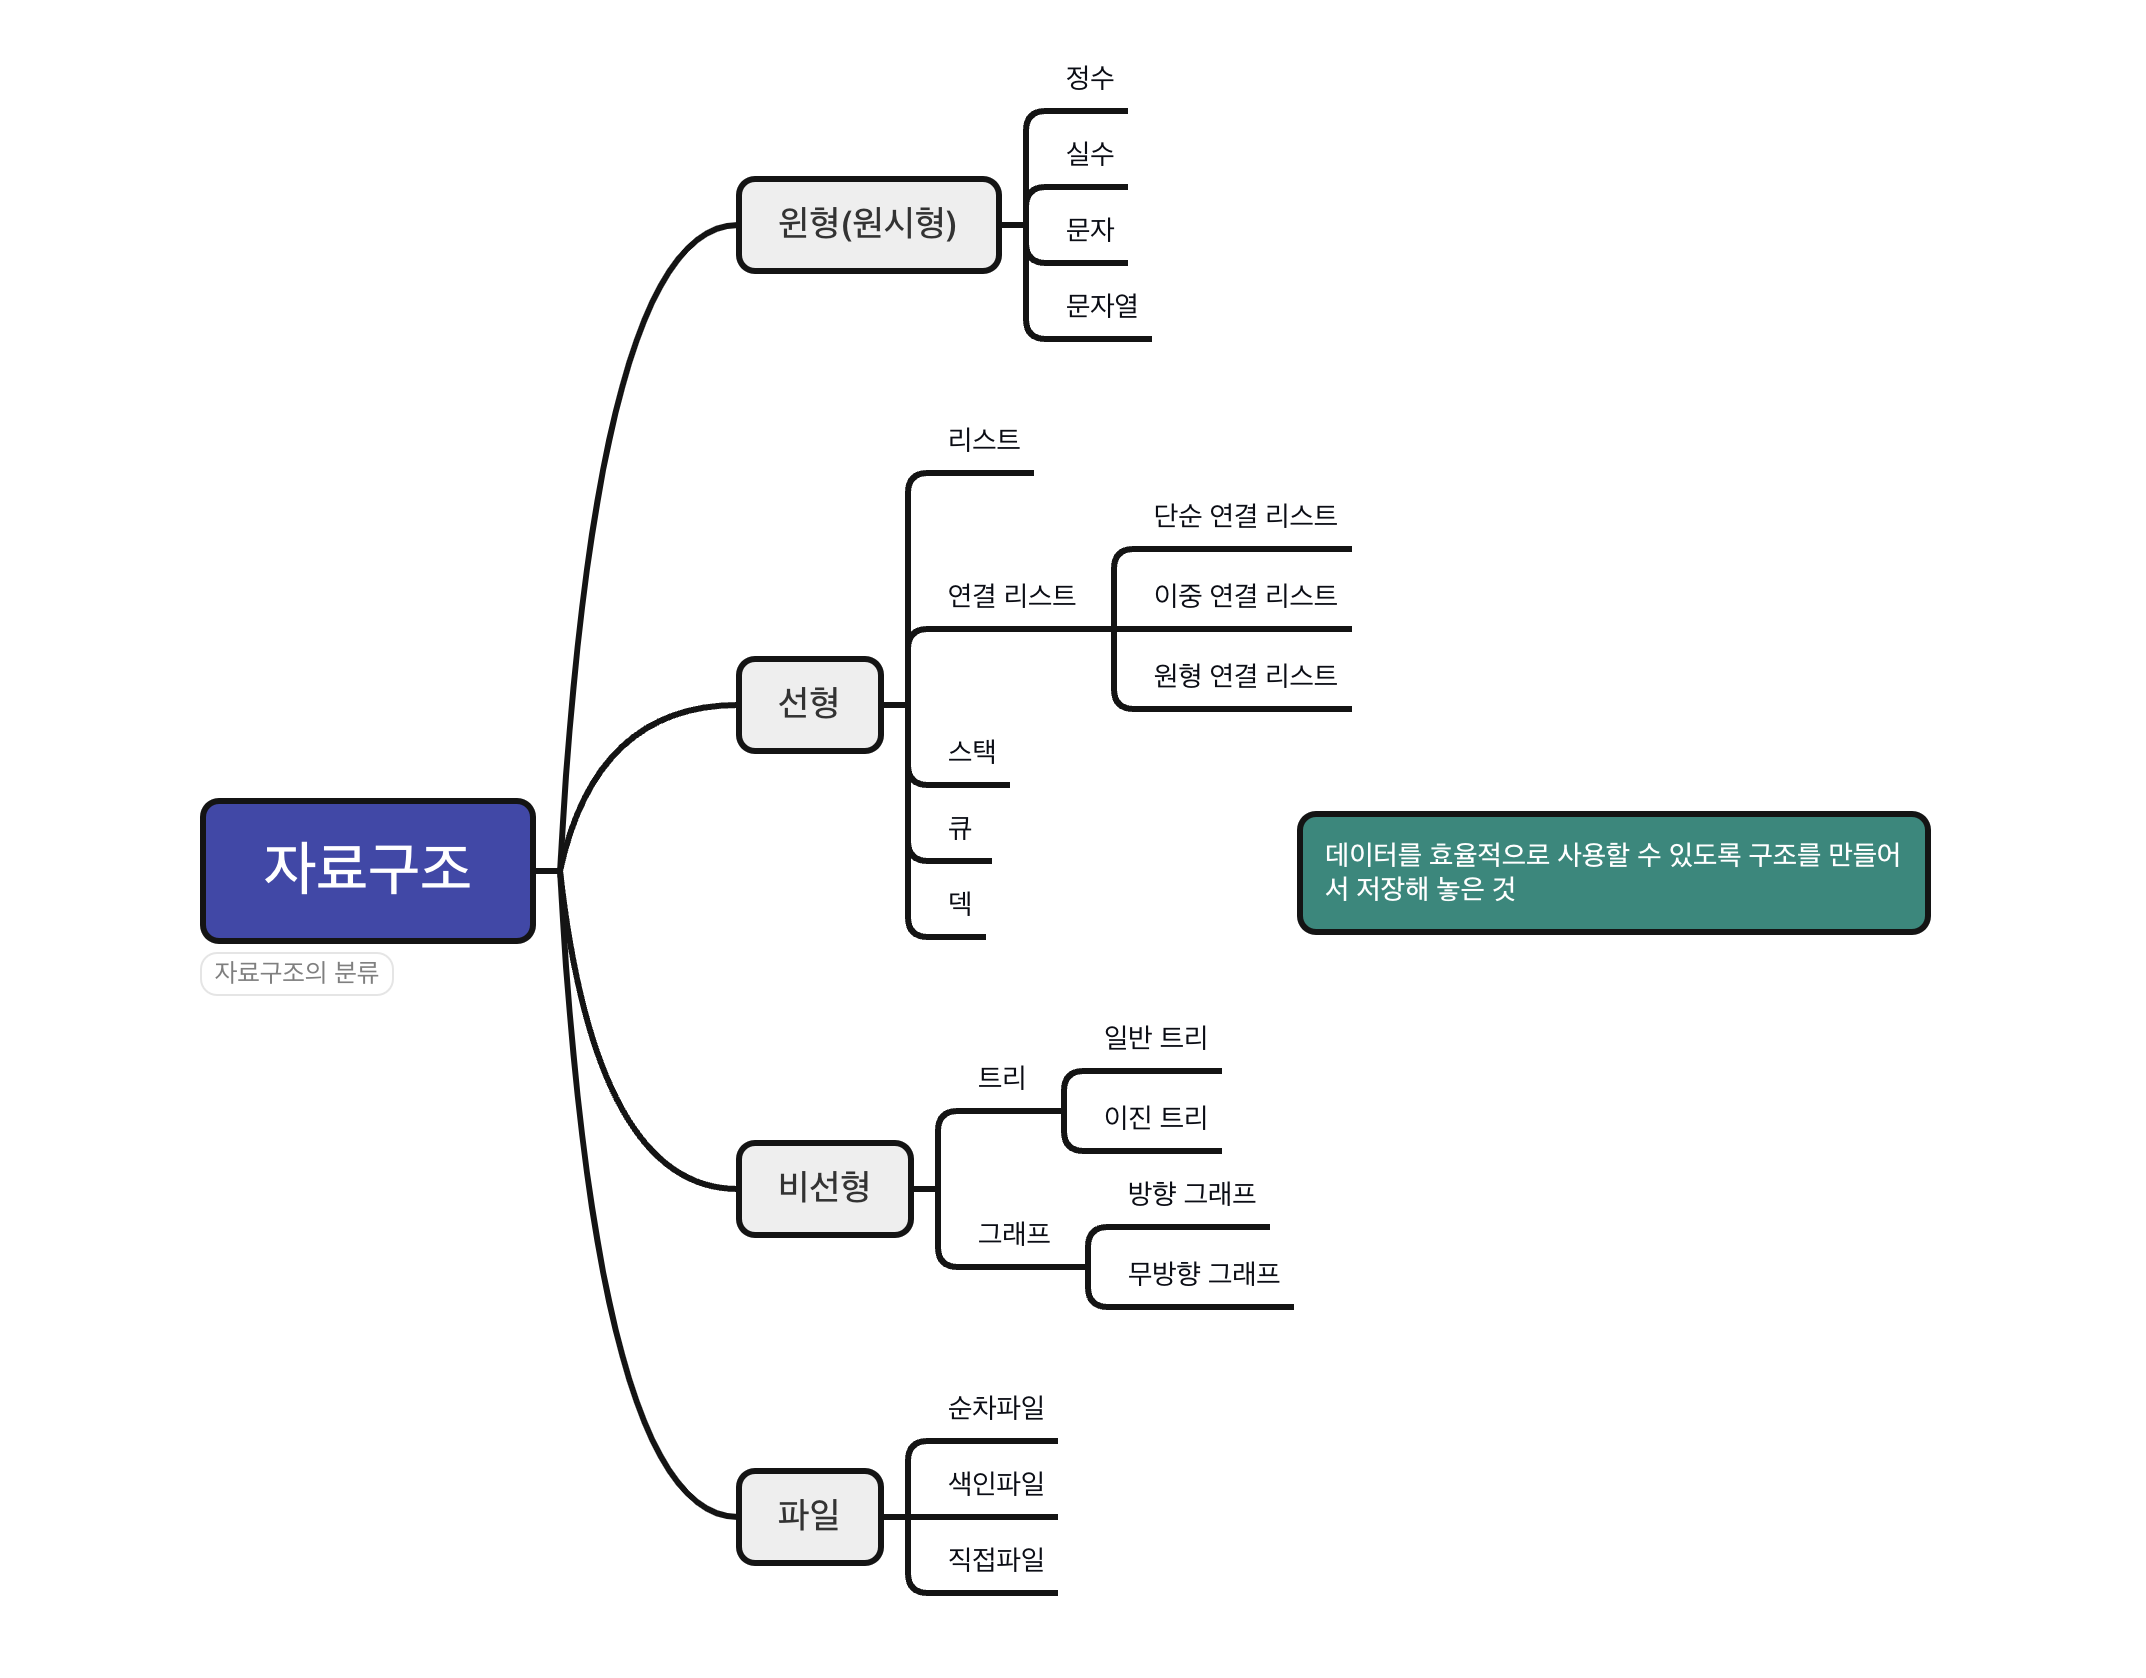 정수
실수
윈형(원시형)
문자
문자열
리스트
단순 연결 리스트
연결 리스트
이중 연결 리스트
원형 연결 리스트
선형
스택
큐
덱
자료구조
자료구조의 분류
데이터를 효율적으로 사용할 수 있도록 구조를 만들어
서 저장해 놓은 것
일반 트리
트리
이진 트리
비선형
방향 그래프
그래프
무방향 그래프
순차파일
색인파일
파일
직접파일